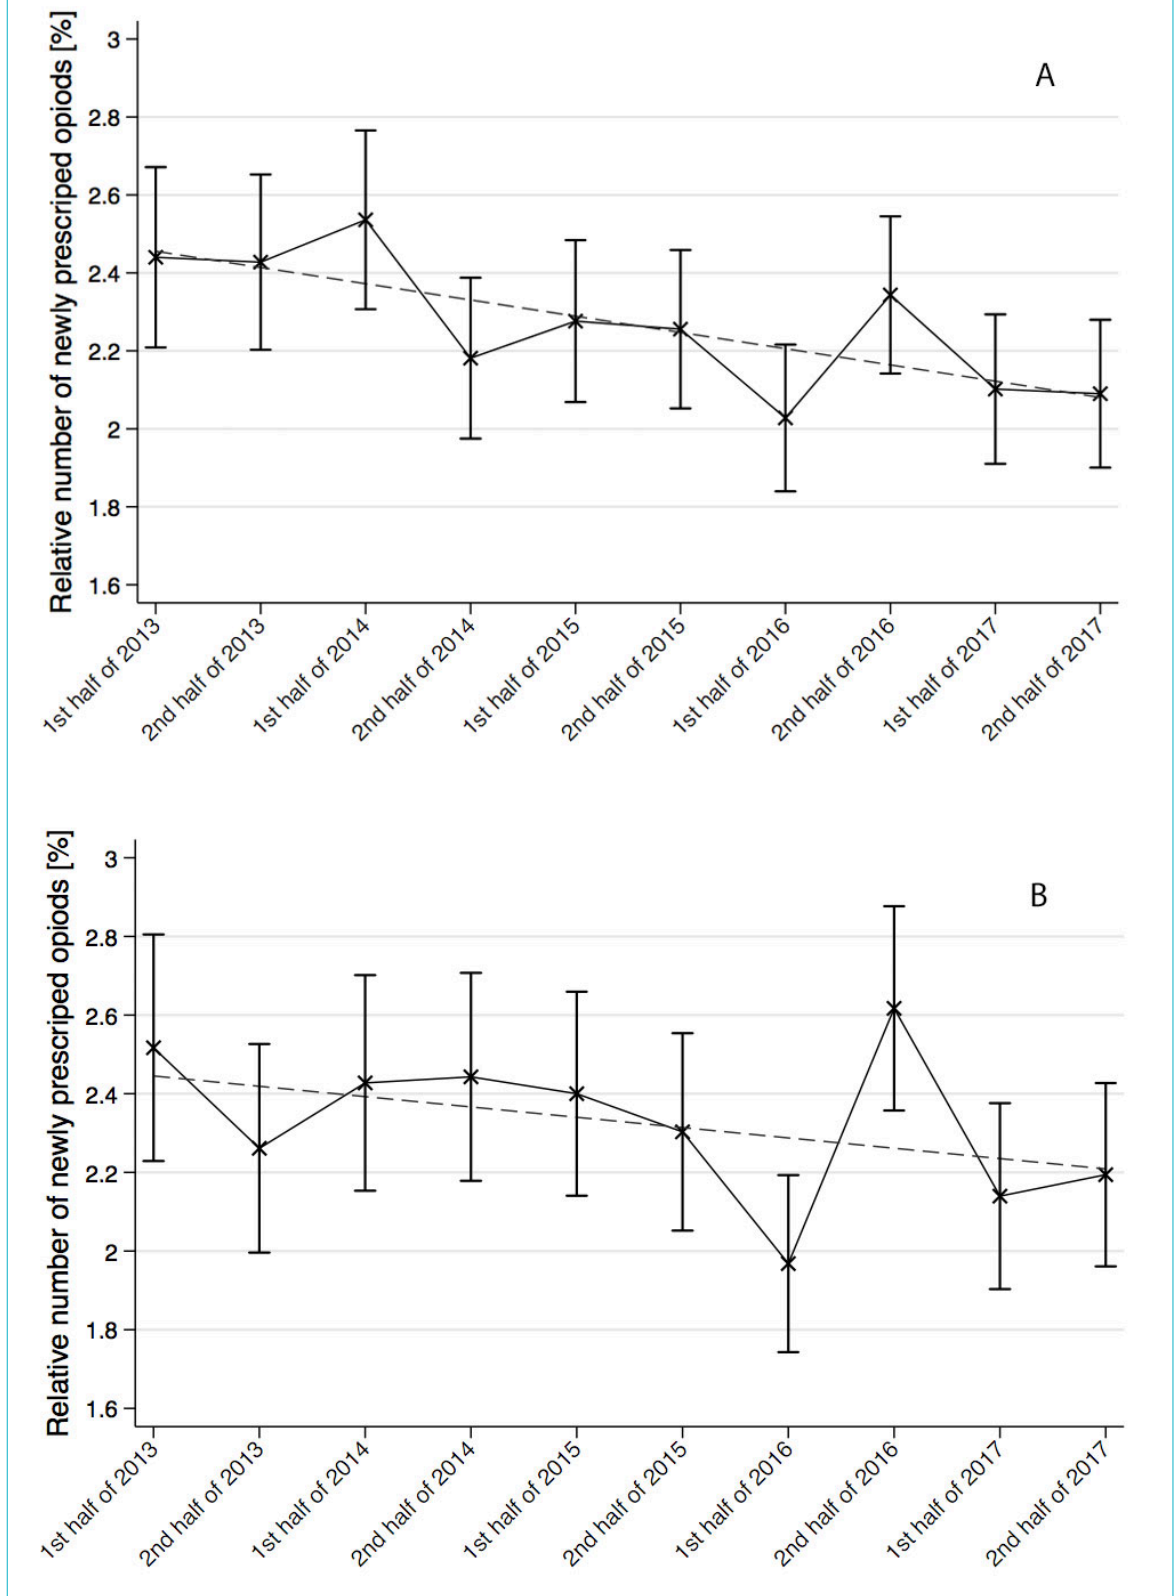 Relative number of newly prescriped opiods [%]
3
2.8
2.6
2.4
2.2
2
1.8
1.6
A
1st half of 2013
2nd half of 2013
1st half of 2014
2nd half of 2014
1st half of 2015
2nd half of 2015
1st half of 2016
2nd half of 2016
1st half of 2017
2nd half of 2017
Relative number of newly prescriped opiods [%]
3
2.8
2.6
2.4
2.2
2
1.8
1.6
B
1st half of 2013
2nd half of 2013
1st half of 2014
2nd half of 2014
1st half of 2015
2nd half of 2015
1st half of 2016
2nd half of 2016
1st half of 2017
2nd half of 2017